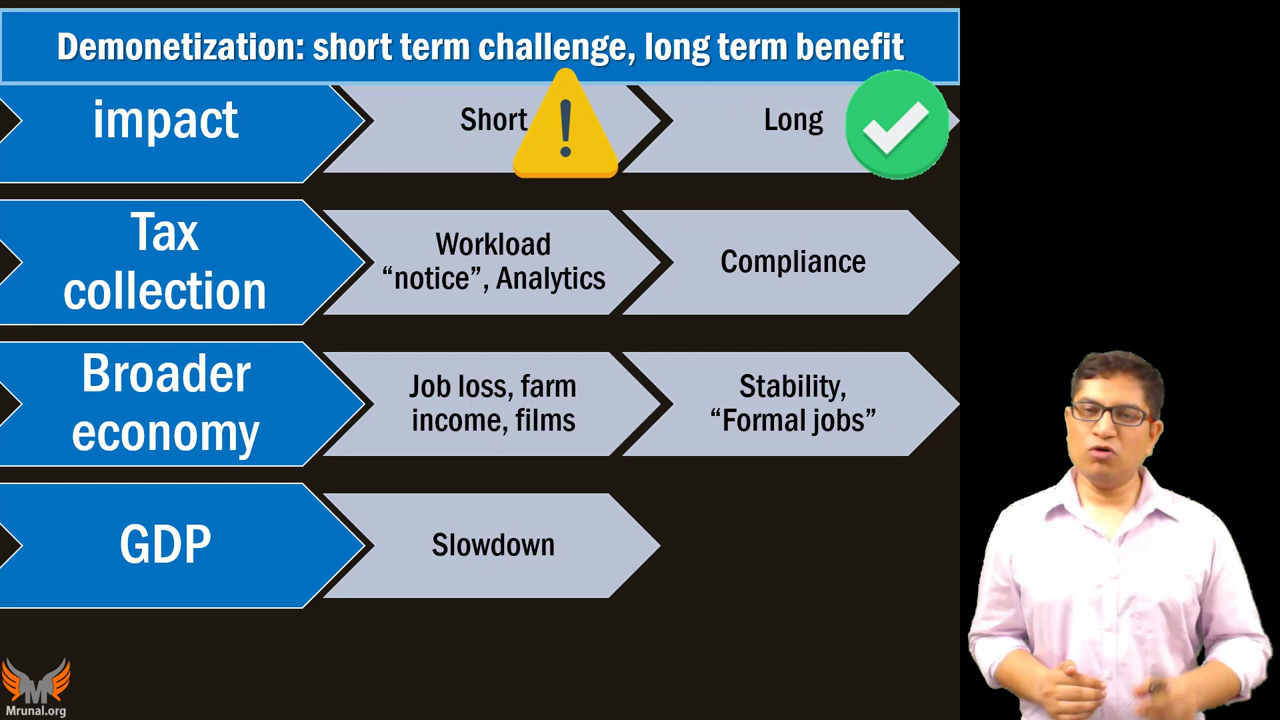 Demonetization: short term challenge, long term benefit
impact
Short
Long
Tax
collection
Workload
“notice”, Analytics
Compliance
Broader
economy
Job loss, farm
income, films
Stability,
“Formal jobs”
GDP
Slowdown
M
Mrunal.org